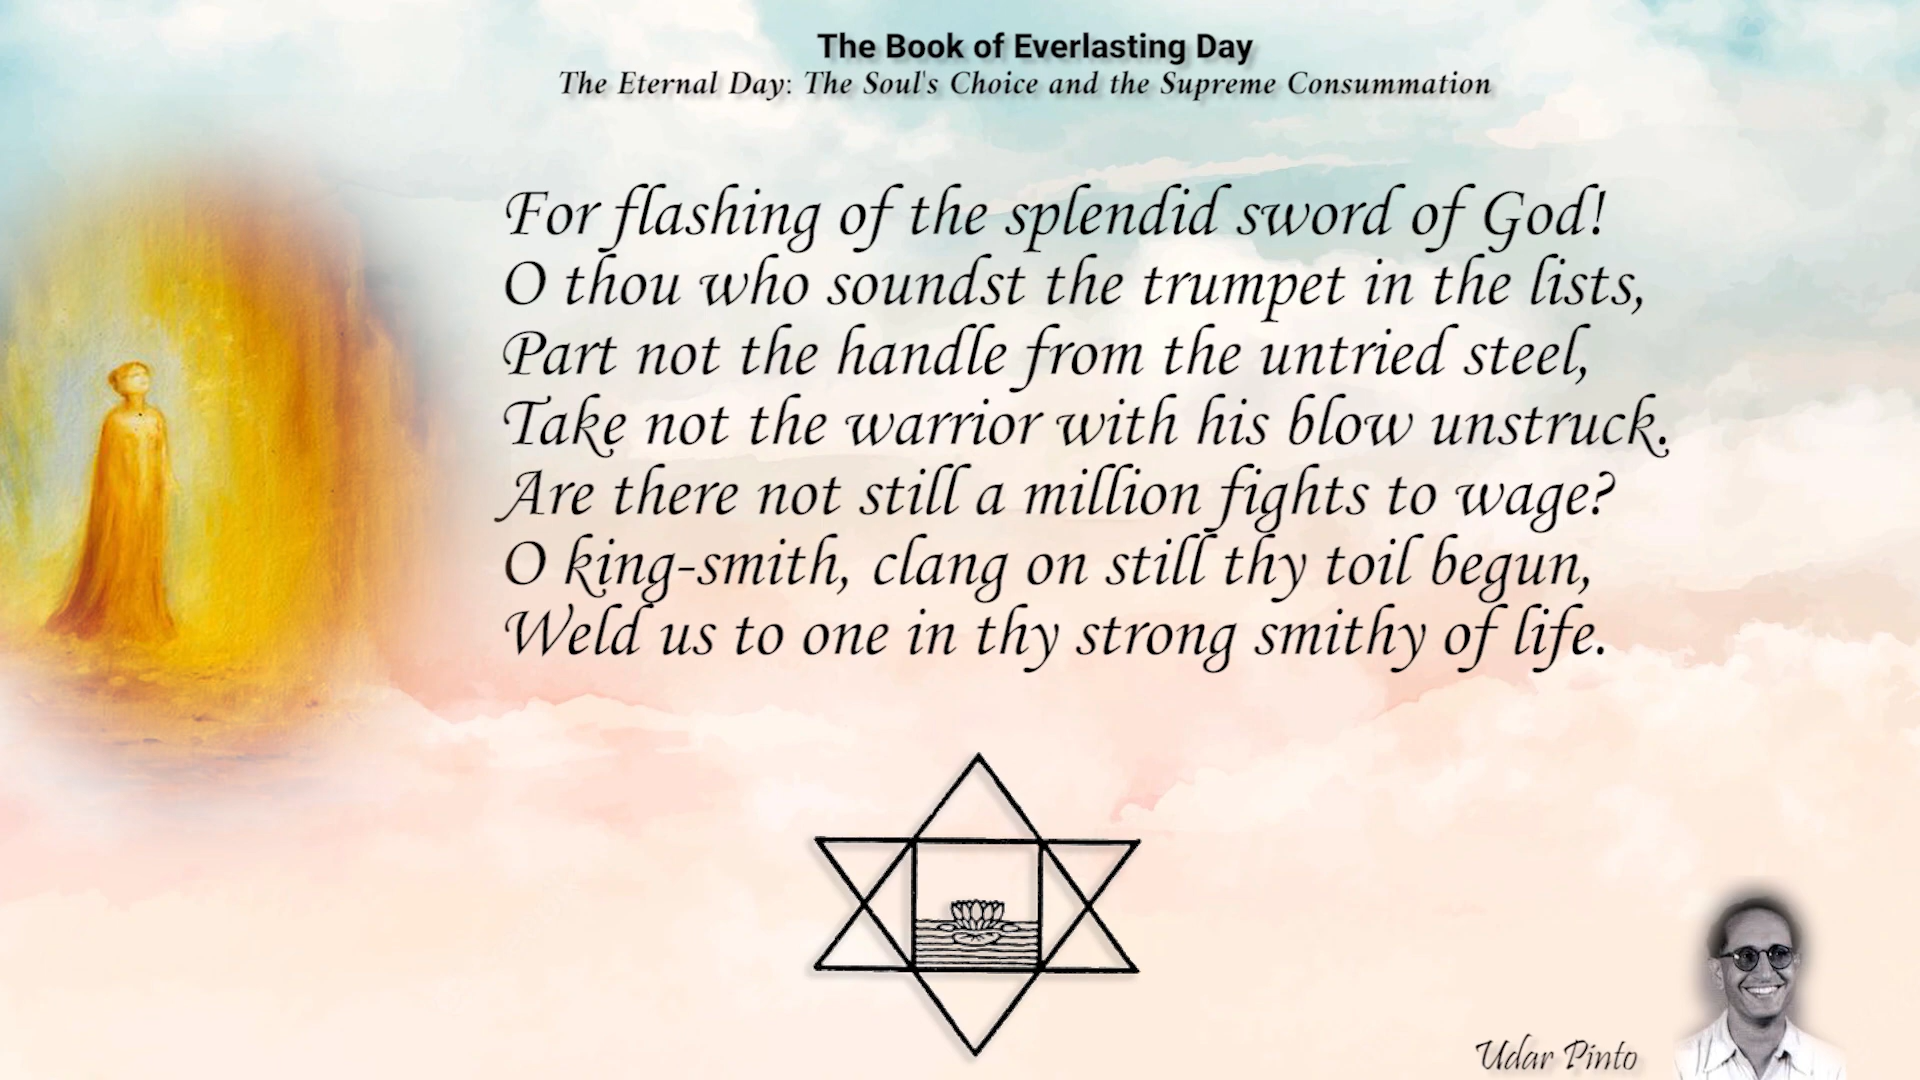 The Book of Everlasting Day
The Eternal Day: The Soul's Choice and the Supreme Consummation
For flashing of the splendid sword of God!
O thou who soundst the trumpet in the lists,
Part not the handle from the untried steel,
Take not the warrior with his blow unstruck.
Are there not still a million fights to wage?
O king-smith, clang on still thy toil begun,
Weld us to one in thy strong smithy of life.
Udar Pinto